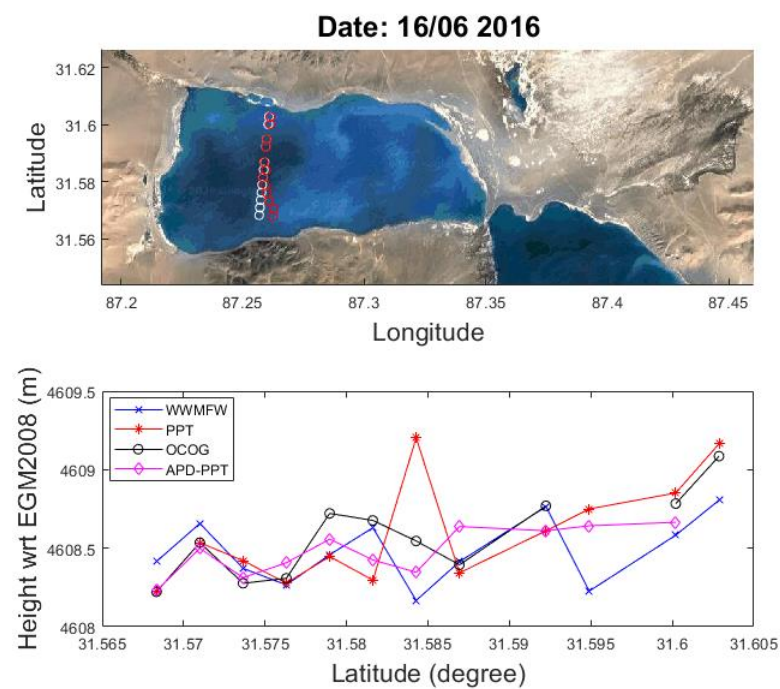 Date: 16/06 2016
31.62
31.6
31.58
31.56
Latitude
87.2 87.25 87.3 87.35 87.4 87.45
Longitude
4609.5
4609
4608.5
4608
Height wrt EGM2008 (m)
WWMFW
PPT
OCOG
APD-PPT
31.565 31.57 31.575 31.58 31.585 31.59 31.595 31.6 31.605
Latitude (degree)